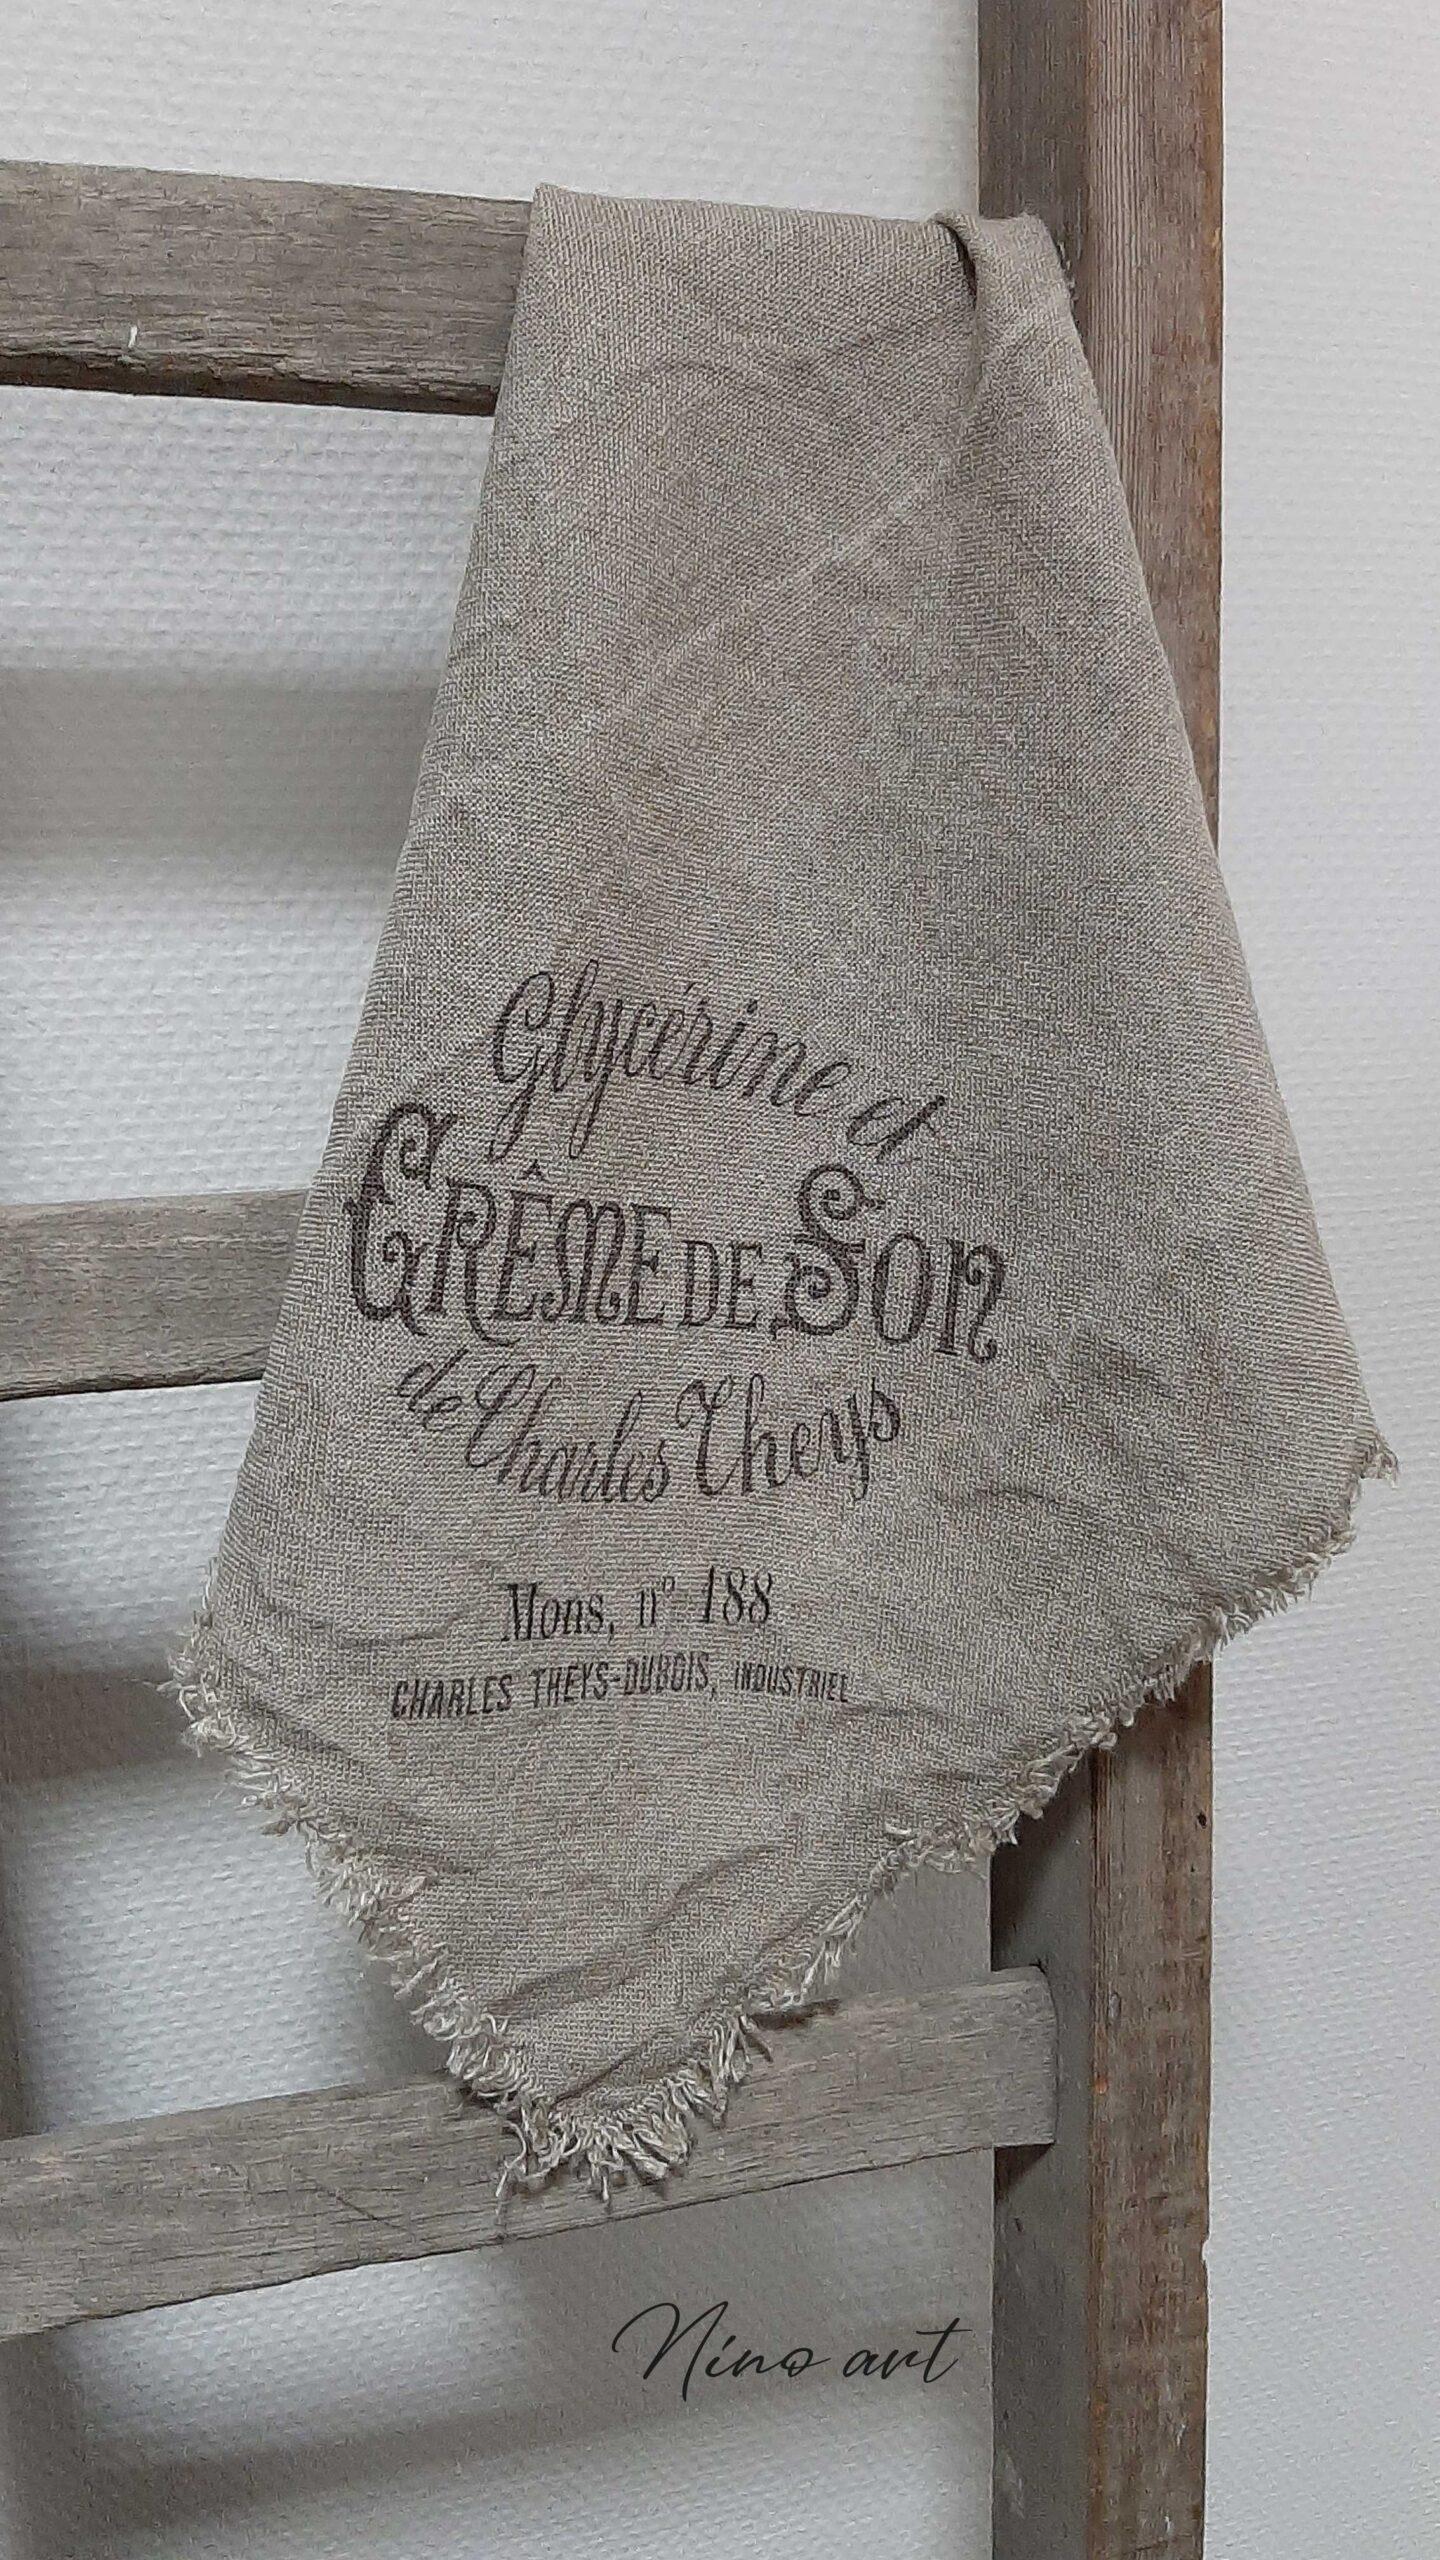 Glycérine et
CRÊME DE SON
de Charles Theys
Mons, n° 188
CHARLES THEYS-DUBOIS, INDUSTRIEL
Nino art